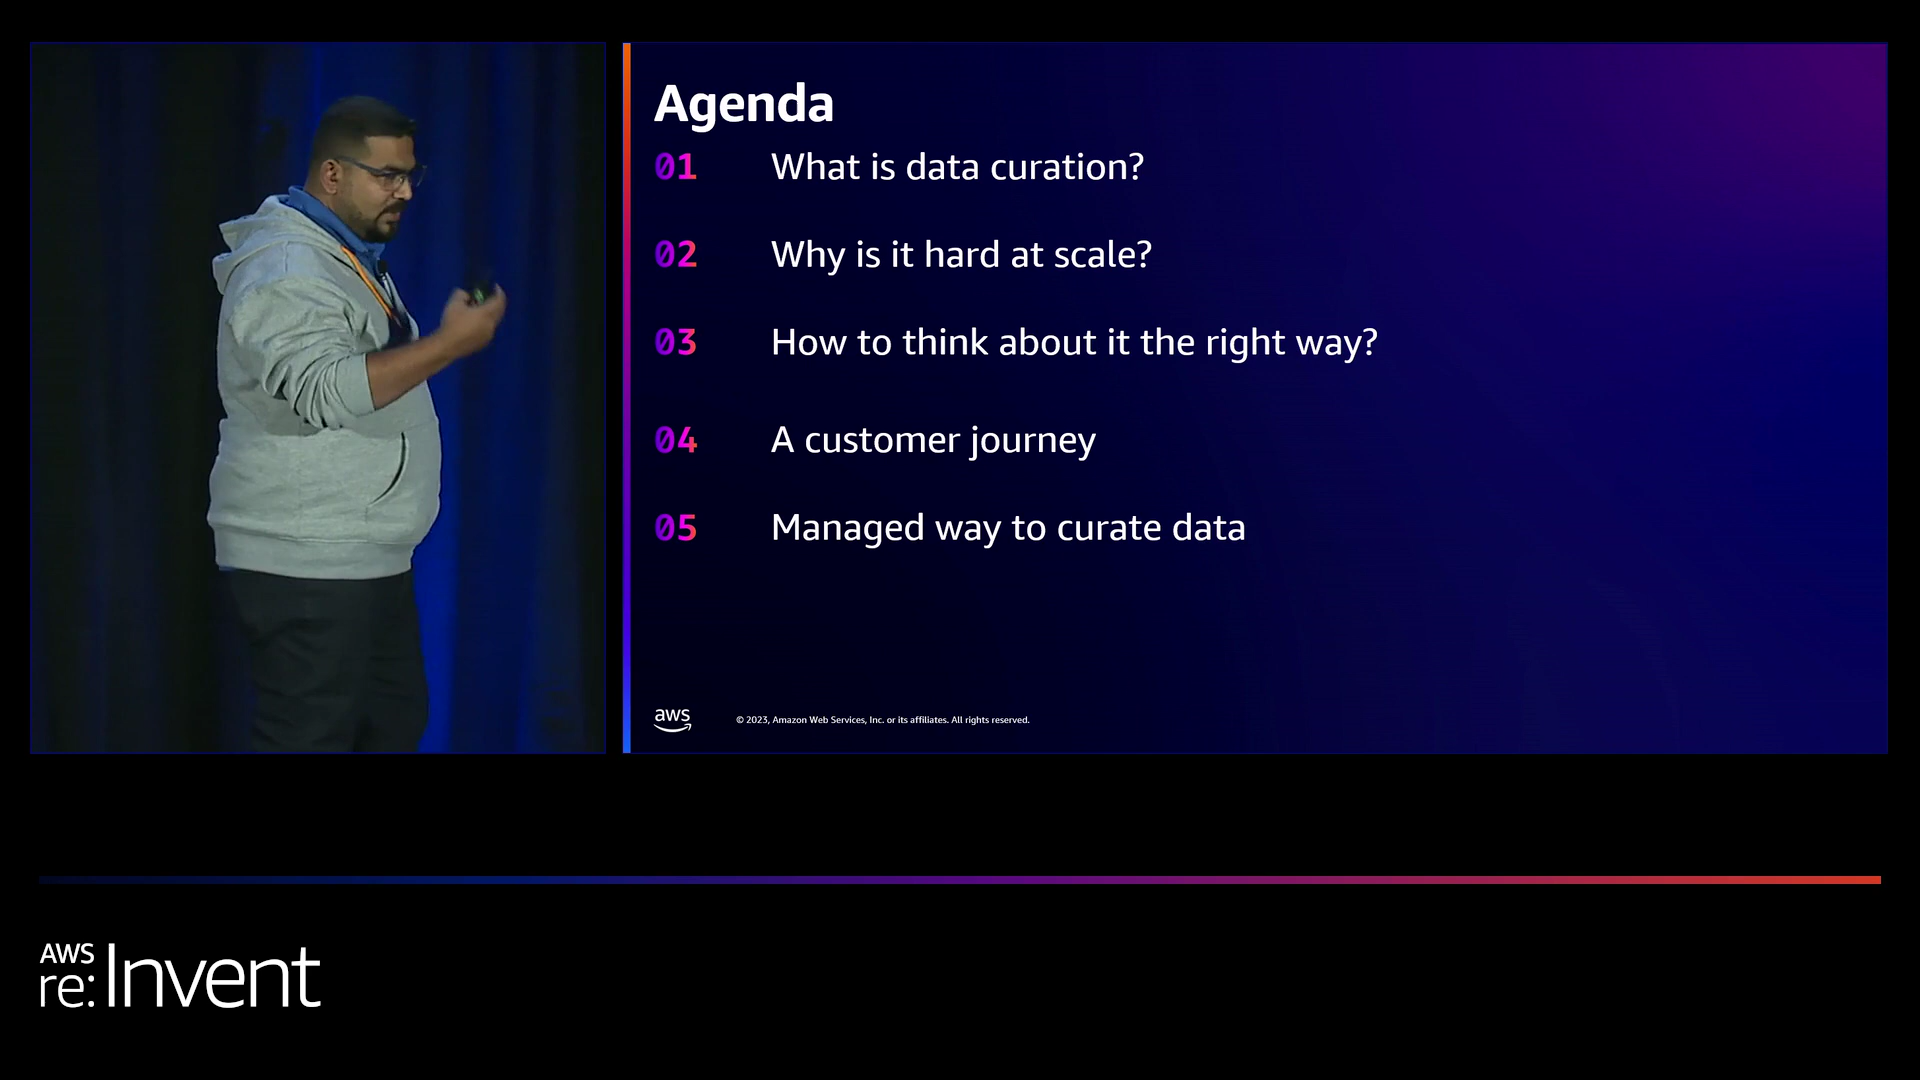 Agenda
01 What is data curation?
02 Why is it hard at scale?
03 How to think about it the right way?
04 A customer journey
05 Managed way to curate data
aws
© 2023, Amazon Web Services, Inc. or its affiliates. All rights reserved.
AWS
re:Invent